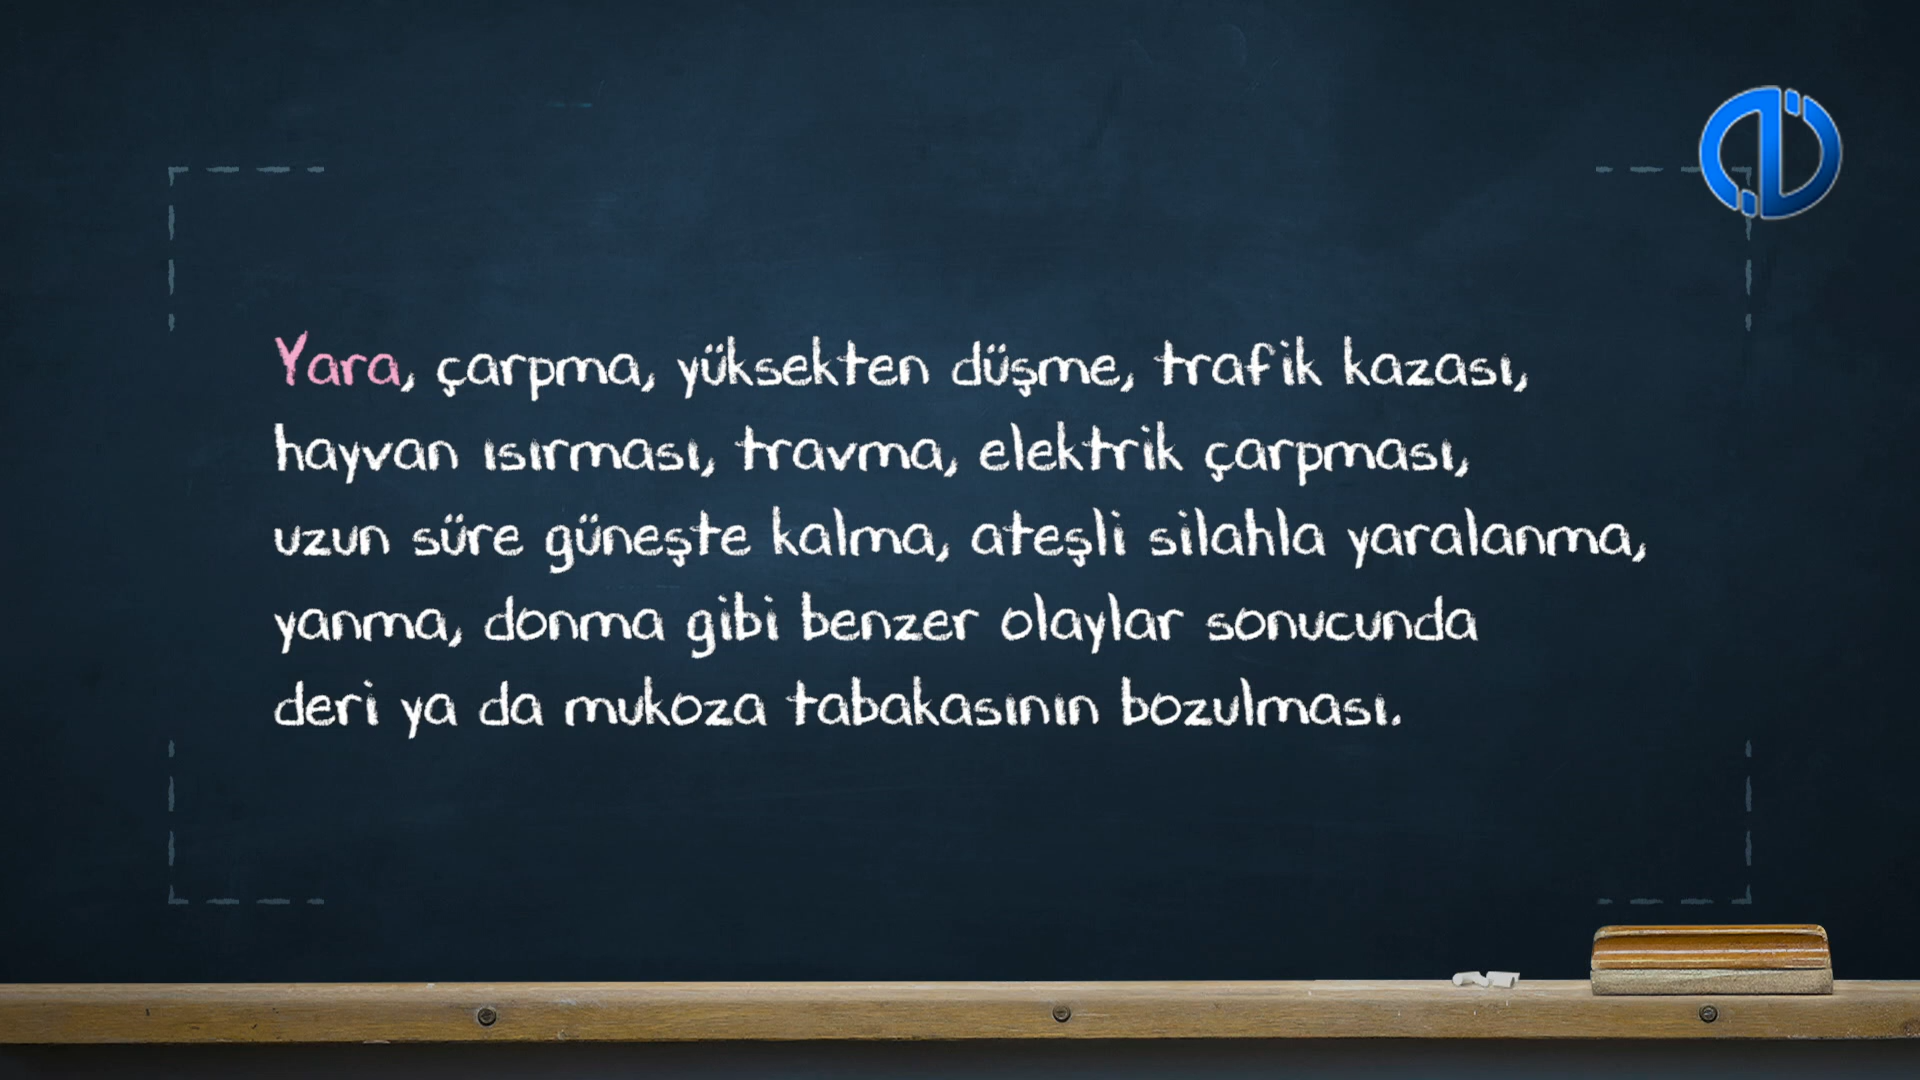 Yara, çarpma, yüksekten düşme, trafik kazası,
hayvan ısırması, travma, elektrik çarpması,
uzun süre güneşte kalma, ateşli silahla yaralanma,
yanma, donma gibi benzer olaylar sonucunda
deri ya da mukoza tabakasının bozulması.